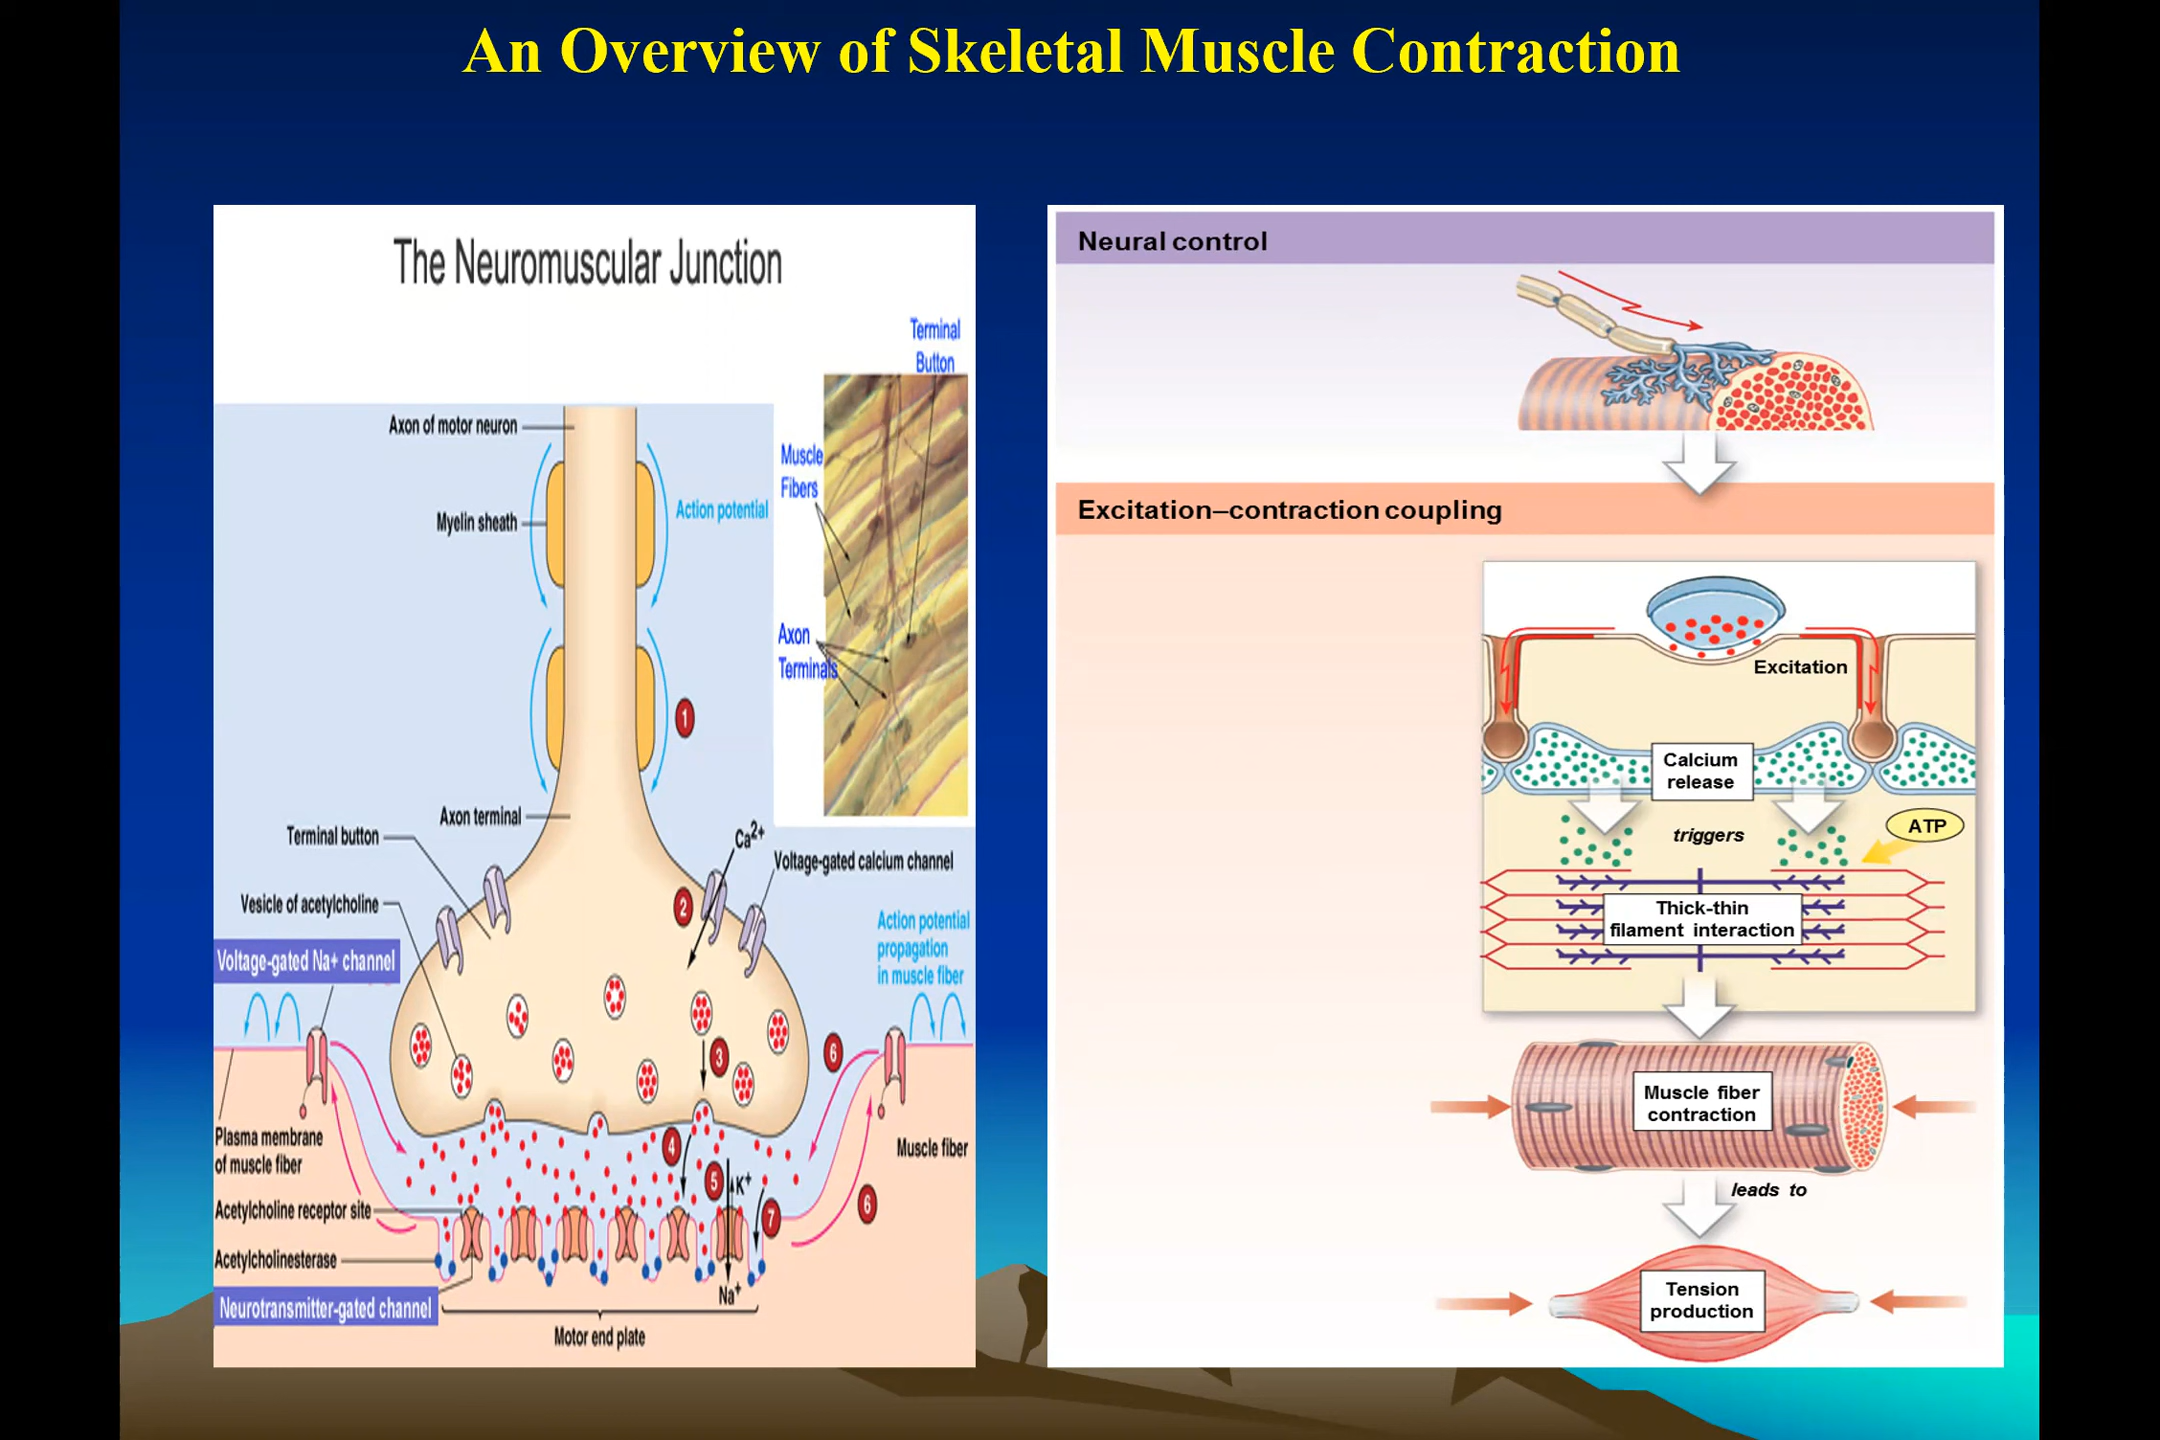 An Overview of Skeletal Muscle Contraction
The Neuromuscular Junction
Terminal
Button
Axon of motor neuron
Muscle
Fibers
Action potential
Myelin sheath
Axon
Terminals
1
Axon terminal
Terminal button
Ca2+
Voltage-gated calcium channel
Vesicle of acetylcholine
2
Action potential
propagation
in muscle fiber
Voltage-gated Na+ channel
3
6
Plasma membrane
of muscle fiber
4
Muscle fiber
5
K+
Acetylcholine receptor site
7
6
Acetylcholinesterase
Na+
Neurotransmitter-gated channel
Motor end plate
Neural control
Excitation–contraction coupling
Excitation
Calcium
release
triggers
ATP
Thick-thin
filament interaction
Muscle fiber
contraction
leads to
Tension
production